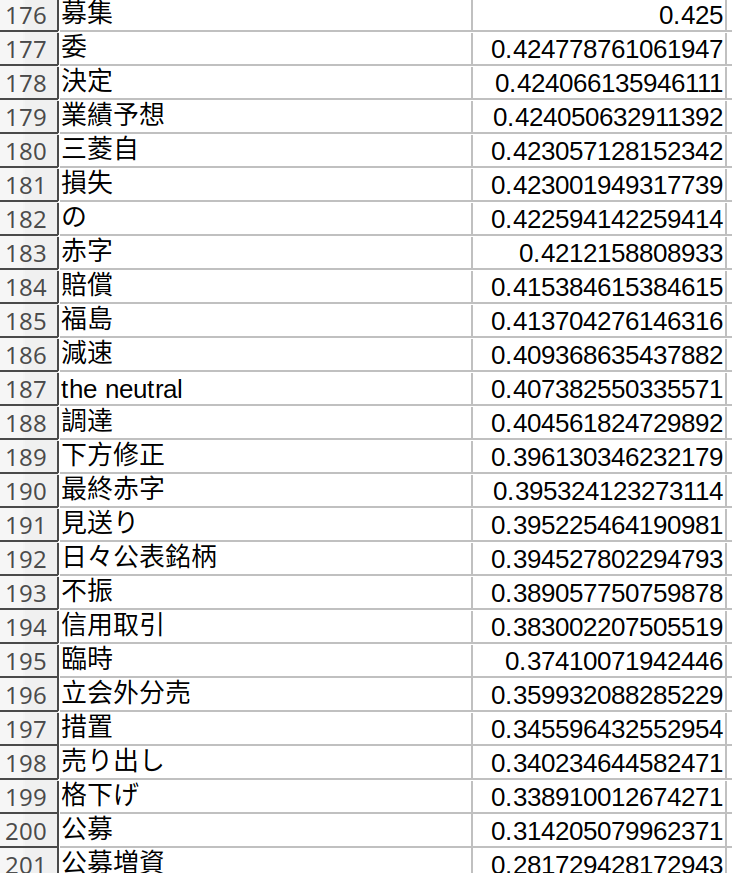 176 募集 0.425
177 委 0.424778761061947
178 決定 0.424066135946111
179 業績予想 0.424050632911392
180 三菱自 0.423057128152342
181 損失 0.423001949317739
182 の 0.422594142259414
183 赤字 0.4212158808933
184 賠償 0.415384615384615
185 福島 0.413704276146316
186 減速 0.409368635437882
187 the neutral 0.407382550335571
188 調達 0.404561824729892
189 下方修正 0.396130346232179
190 最終赤字 0.395324123273114
191 見送り 0.395225464190981
192 日々公表銘柄 0.394527802294793
193 不振 0.389057750759878
194 信用取引 0.383002207505519
195 臨時 0.37410071942446
196 立会外分売 0.359932088285229
197 措置 0.345596432552954
198 売り出し 0.340234644582471
199 格下げ 0.338910012674271
200 公募 0.314205079962371
201 公募増資 0.281729428172943